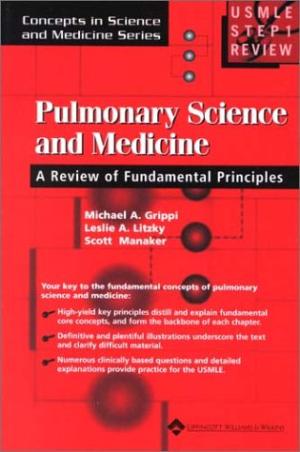 Concepts in Science
and Medicine Series
USMLE
STEP 1
REVIEW
Pulmonary Science
and Medicine
A Review of Fundamental Principles
Michael A. Grippi
Leslie A. Litzky
Scott Manaker
Your key to the fundamental concepts of pulmonary
science and medicine:
High-yield key principles distill and explain fundamental
core concepts, and form the backbone of each chapter.
Definitive and plentiful illustrations underscore the text
and clarify difficult material.
Numerous clinically based questions and detailed
explanations provide practice for the USMLE.
LIPPINCOTT WILLIAMS & WILKINS